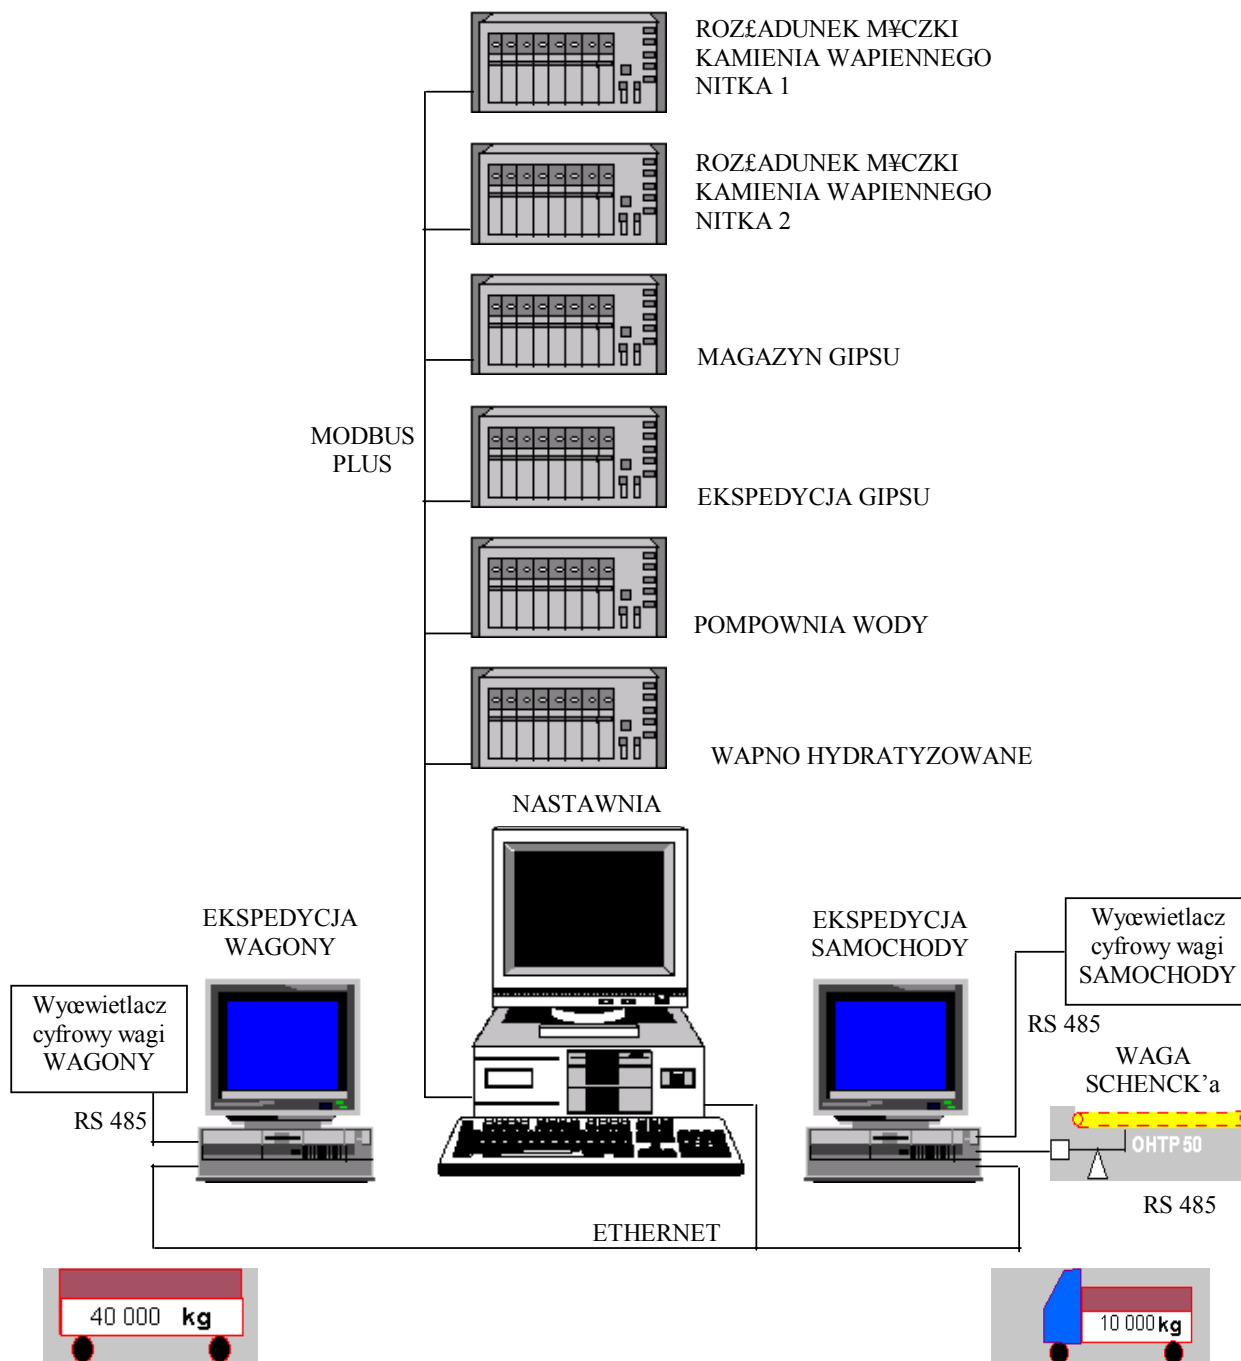 ROZ£ADUNEK M¥CZKI
KAMIENIA WAPIENNEGO
NITKA 1
ROZ£ADUNEK M¥CZKI
KAMIENIA WAPIENNEGO
NITKA 2
MAGAZYN GIPSU
MODBUS
PLUS
EKSPEDYCJA GIPSU
POMPOWNIA WODY
WAPNO HYDRATYZOWANE
NASTAWNIA
EKSPEDYCJA
WAGONY
EKSPEDYCJA
SAMOCHODY
Wyœwietlacz
cyfrowy wagi
SAMOCHODY
Wyœwietlacz
cyfrowy wagi
WAGONY
RS 485
RS 485
WAGA
SCHENCK’a
OHTP 50
RS 485
ETHERNET
40 000 kg
10 000 kg